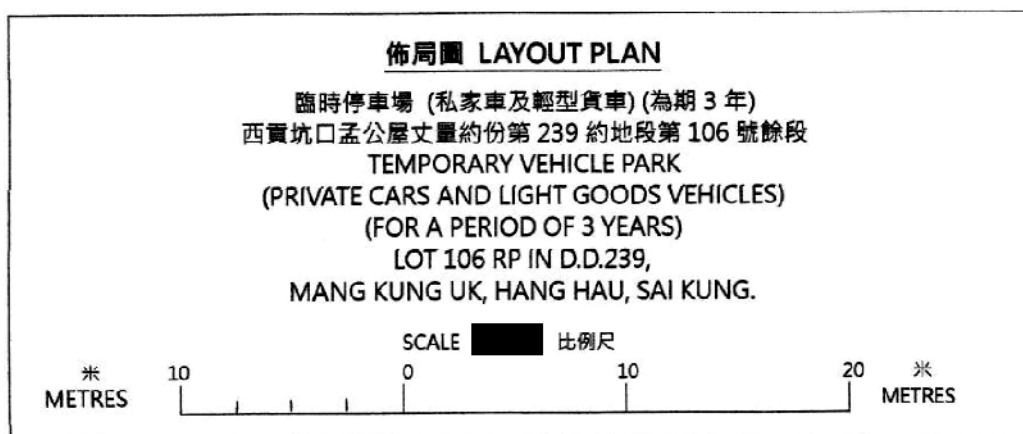 佈局圖 LAYOUT PLAN
臨時停車場 (私家車及輕型貨車) (為期 3 年)
西貢坑口孟公屋丈量約份第 239 約地段第 106 號餘段
TEMPORARY VEHICLE PARK
(PRIVATE CARS AND LIGHT GOODS VEHICLES)
(FOR A PERIOD OF 3 YEARS)
LOT 106 RP IN D.D.239,
MANG KUNG UK, HANG HAU, SAI KUNG.
SCALE 比例尺
米 10 0 10 20 米
METRES METRES